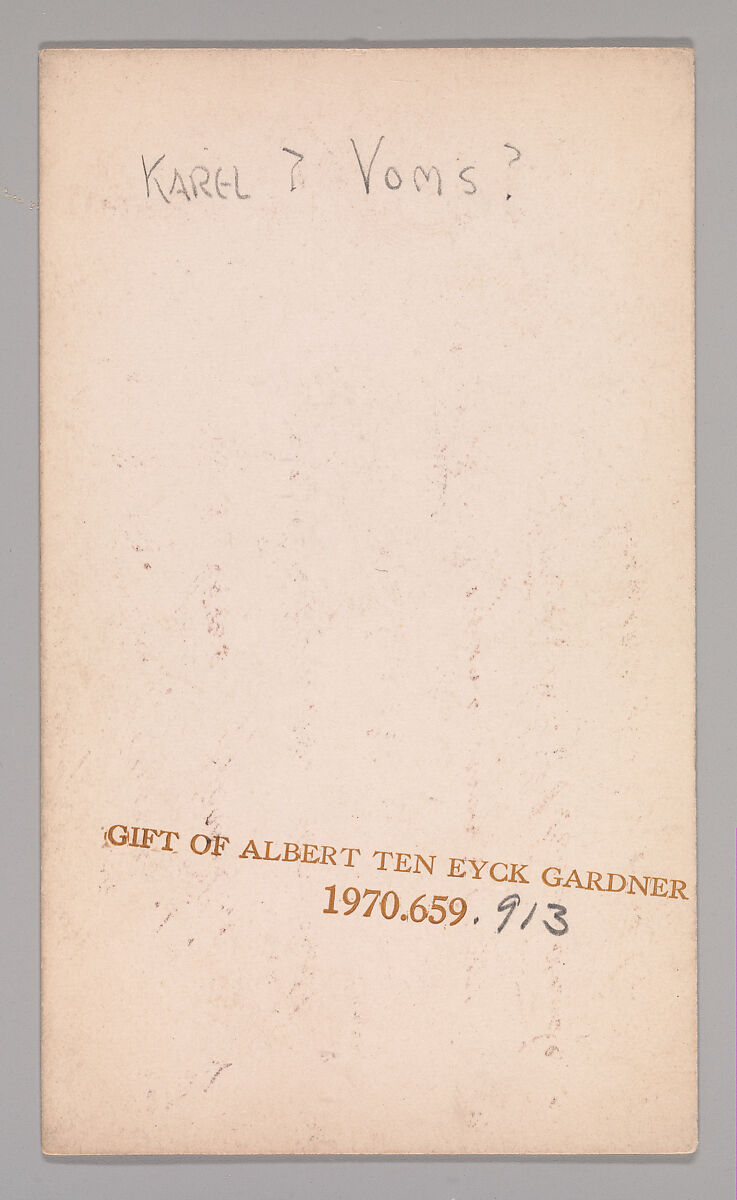 KAREL ? VOMS ?
GIFT OF ALBERT TEN EYCK GARDNER
1970.659.913